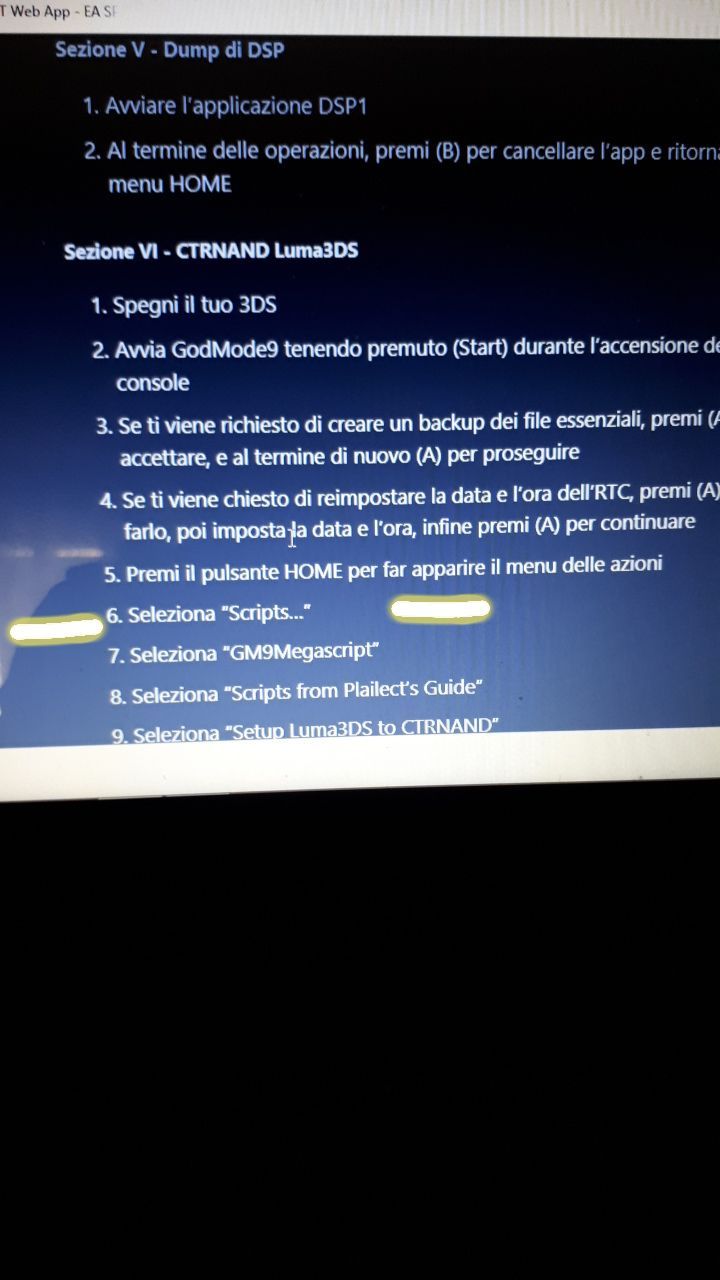 T Web App - EA
Sezione V - Dump di DSP
1. Avviare l'applicazione DSP1
2. Al termine delle operazioni, premi (B) per cancellare l'app e ritorna
menu HOME
Sezione VI - CTRNAND Luma3DS
1. Spegni il tuo 3DS
2. Avvia GodMode9 tenendo premuto (Start) durante l'accensione de
console
3. Se ti viene richiesto di creare un backup dei file essenziali, premi (A
accettare, e al termine di nuovo (A) per proseguire
4. Se ti viene chiesto di reimpostare la data e l'ora dell'RTC, premi (A)
farlo, poi imposta la data e l'ora, infine premi (A) per continuare
5. Premi il pulsante HOME per far apparire il menu delle azioni
6. Seleziona "Scripts..."
7. Seleziona "GM9Megascript"
8. Seleziona "Scripts from Plailect's Guide"
9. Seleziona "Setup Luma3DS to CTRNAND"